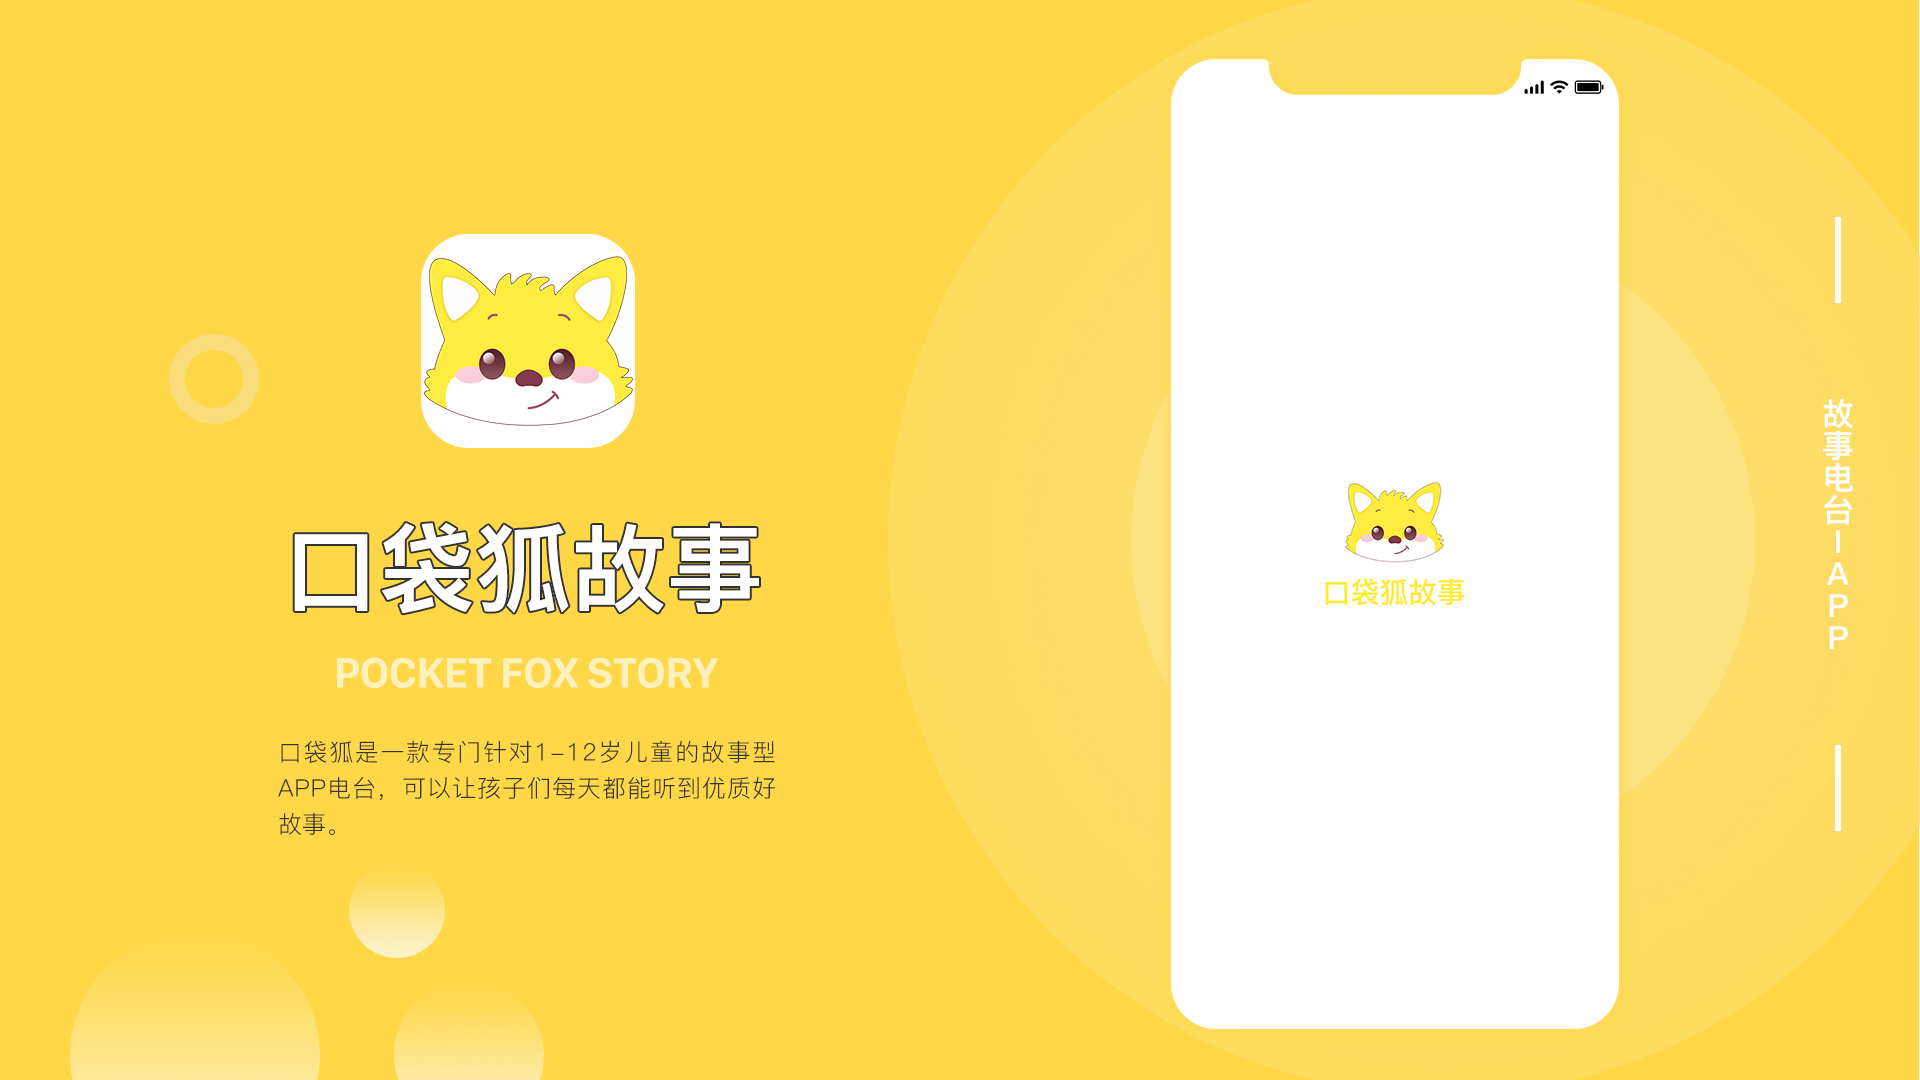 口袋狐故事
POCKET FOX STORY
口袋狐是一款专门针对1-12岁儿童的故事型
APP电台，可以让孩子们每天都能听到优质好
故事。
口袋狐故事
故事电台-APP